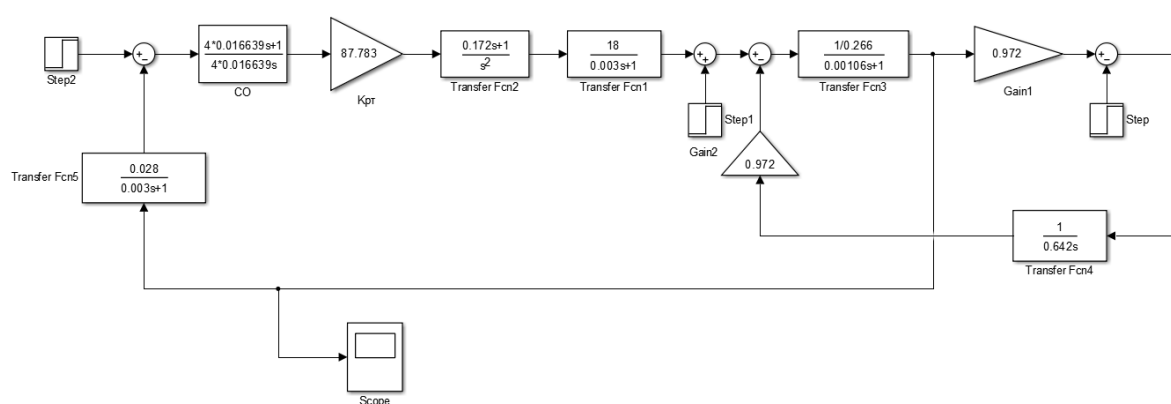 Step2
+
−
4*0.016639s+1
4*0.016639s
СО
87.783
Kрт
0.172s+1
s²
Transfer Fcn2
18
0.003s+1
Transfer Fcn1
+
+
Step1
Gain2
+
−
1/0.266
0.00106s+1
Transfer Fcn3
0.972
Gain1
+
−
Step
0.972
Transfer Fcn5
0.028
0.003s+1
1
0.642s
Transfer Fcn4
Scope